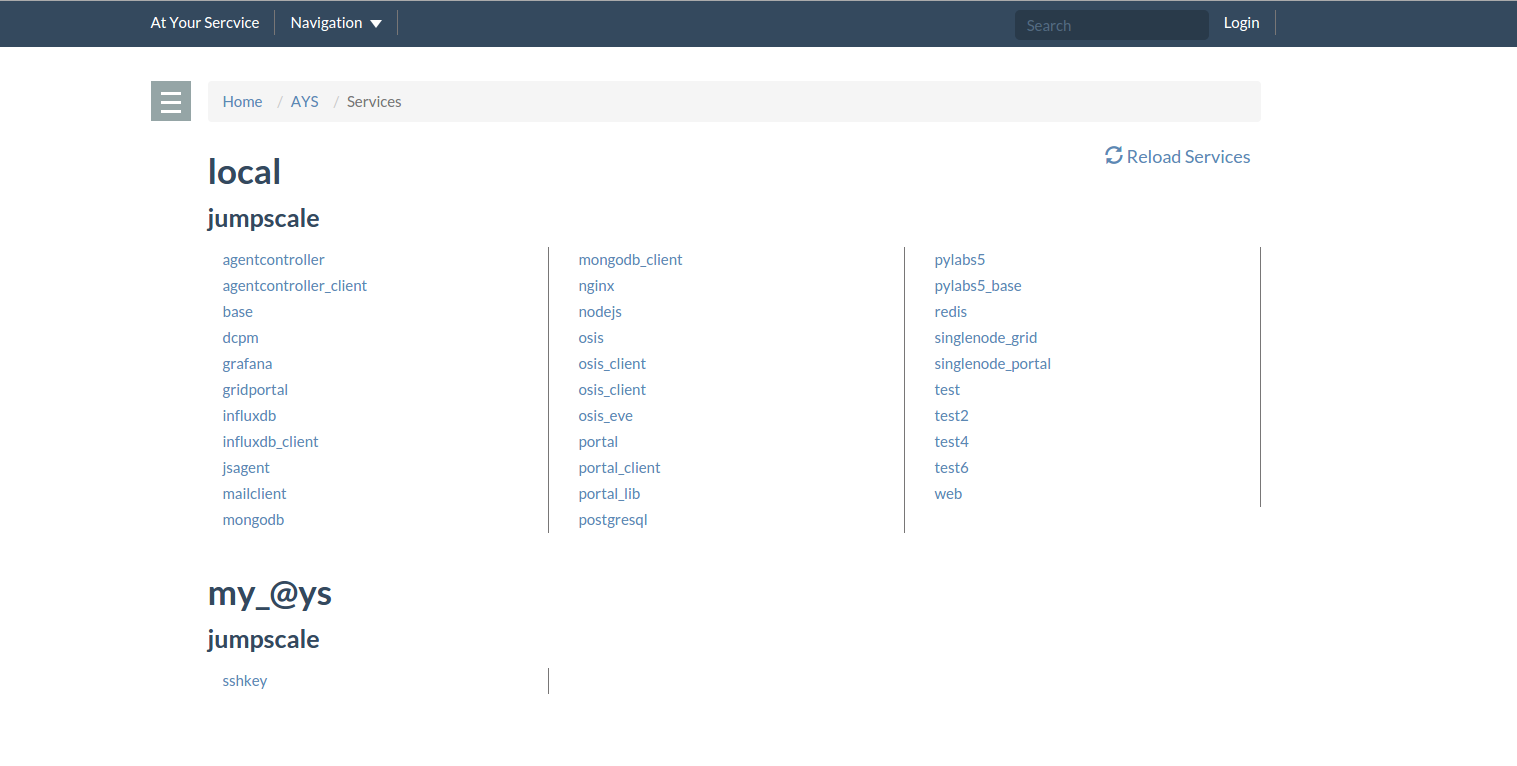 At Your Sercvice Navigation Search Login
Home / AYS / Services
Reload Services
local
jumpscale
agentcontroller
agentcontroller_client
base
dcpm
grafana
gridportal
influxdb
influxdb_client
jsagent
mailclient
mongodb
mongodb_client
nginx
nodejs
osis
osis_client
osis_client
osis_eve
portal
portal_client
portal_lib
postgresql
pylabs5
pylabs5_base
redis
singlenode_grid
singlenode_portal
test
test2
test4
test6
web
my_@ys
jumpscale
sshkey